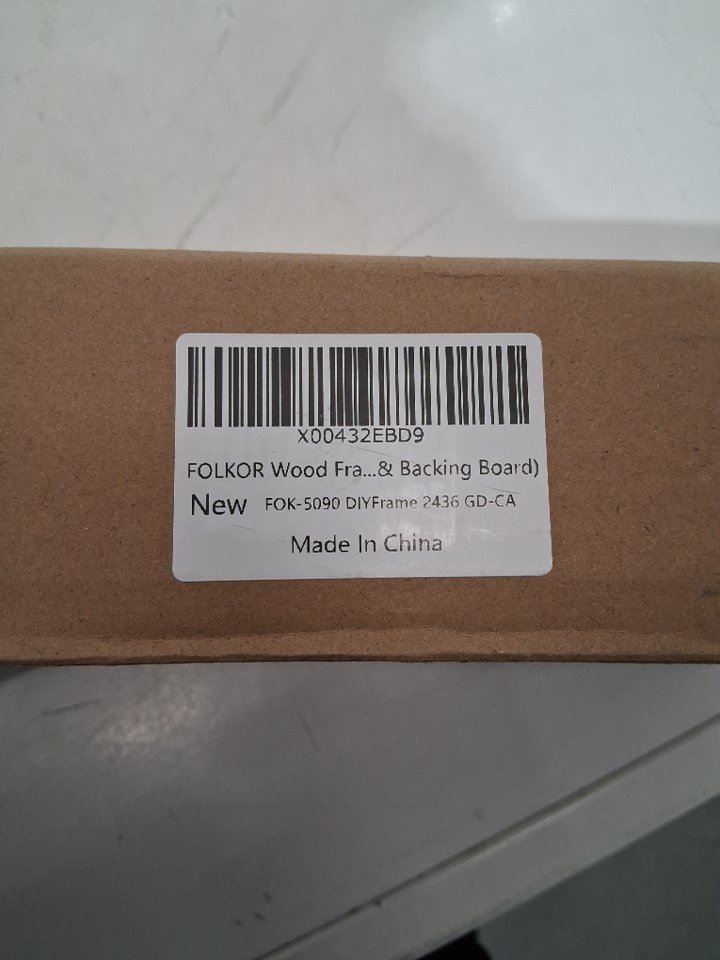 X00432EBD9
FOLKOR Wood Fra...& Backing Board)
New FOK-5090 DIYFrame 2436 GD-CA
Made In China